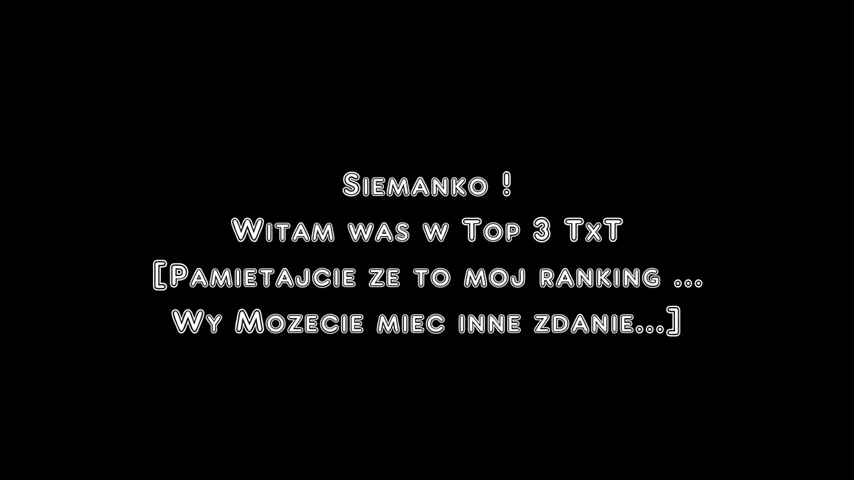 Siemanko !
Witam was w Top 3 TxT
[Pamietajcie ze to moj ranking ...
Wy Mozecie miec inne zdanie...]